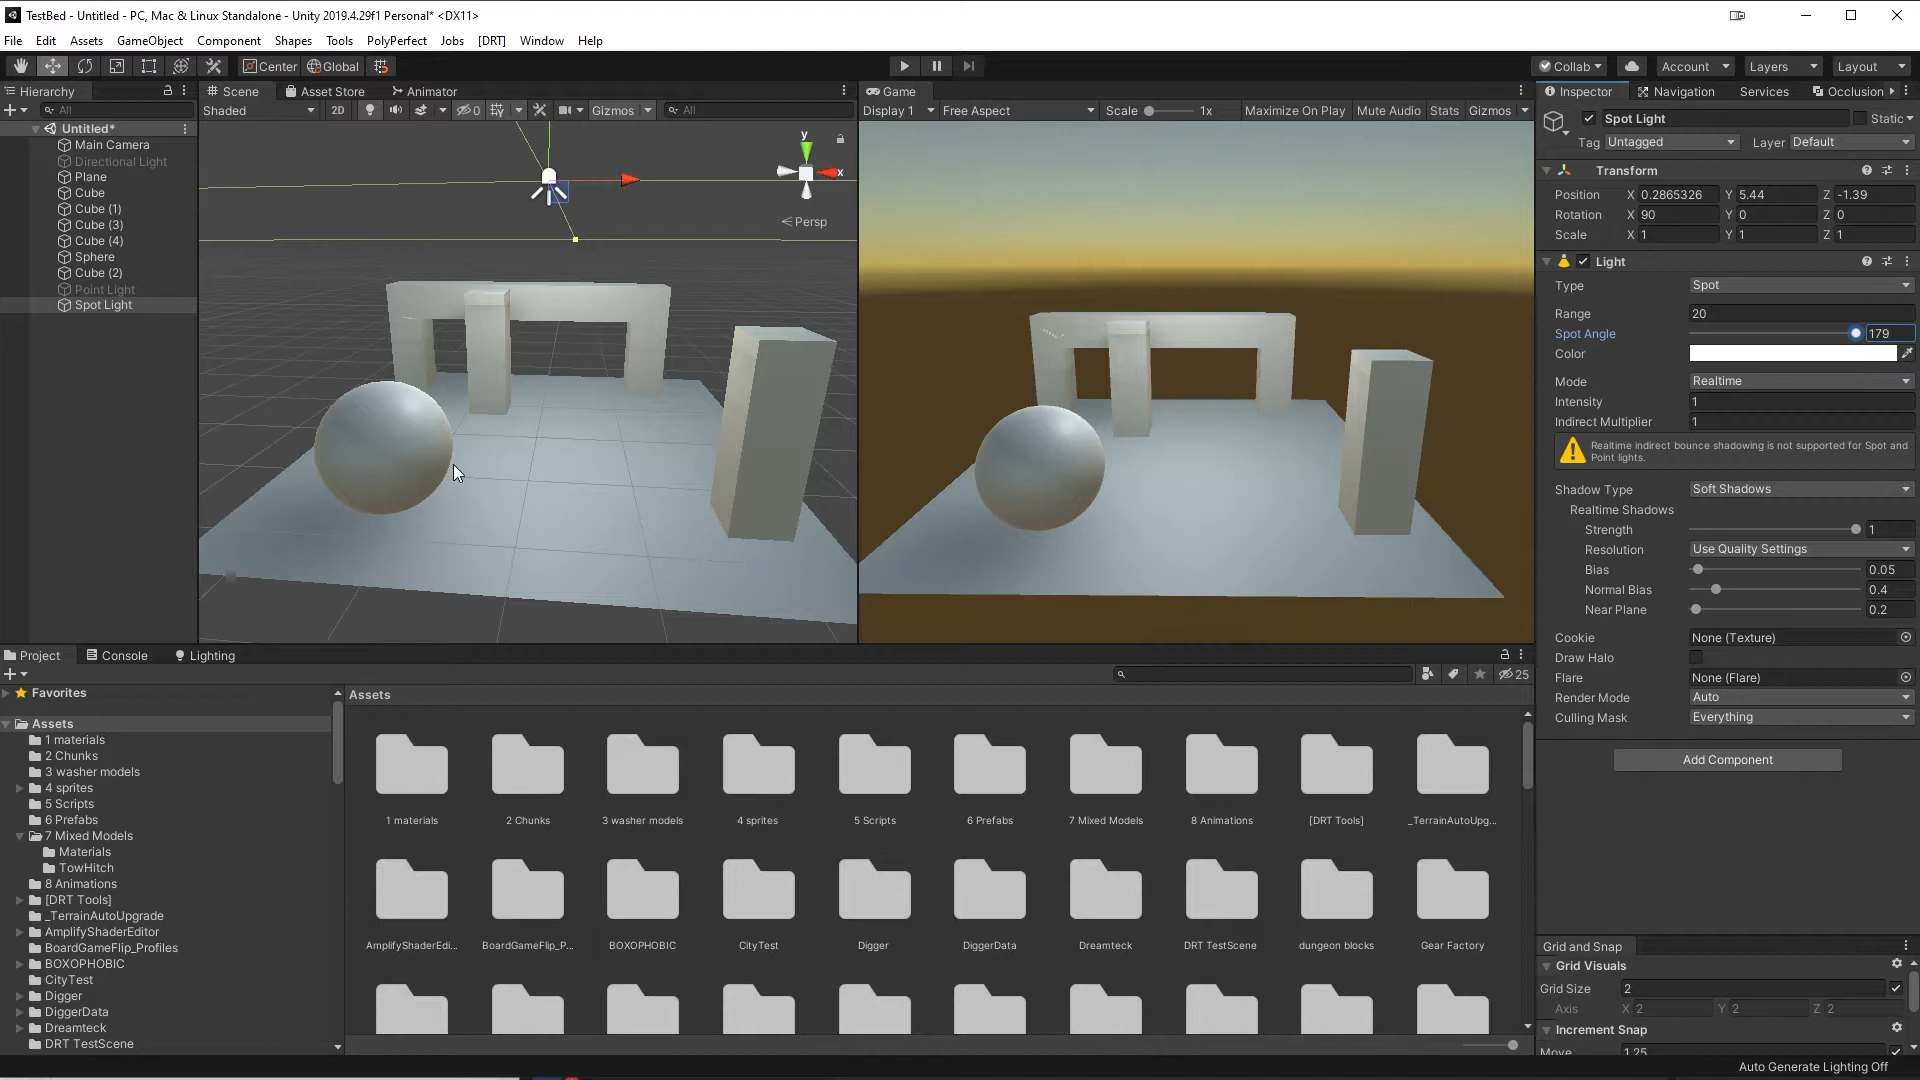 TestBed - Untitled - PC, Mac & Linux Standalone - Unity 2019.4.29f1 Personal* <DX11>
File Edit Assets GameObject Component Shapes Tools PolyPerfect Jobs [DRT] Window Help
Center Global Collab Account Layers Layout
Hierarchy
All
Untitled*
Main Camera
Directional Light
Plane
Cube
Cube (1)
Cube (3)
Cube (4)
Sphere
Cube (2)
Point Light
Spot Light
Scene Asset Store Animator
Shaded 2D 0 Gizmos All
y
x
Persp
Game
Display 1 Free Aspect Scale 1x Maximize On Play Mute Audio Stats Gizmos
Inspector Navigation Services Occlusion
Spot Light Static
Tag Untagged Layer Default
Transform
Position X 0.2865326 Y 5.44 Z -1.39
Rotation X 90 Y 0 Z 0
Scale X 1 Y 1 Z 1
Light
Type Spot
Range 20
Spot Angle 179
Color
Mode Realtime
Intensity 1
Indirect Multiplier 1
Realtime indirect bounce shadowing is not supported for Spot and
Point lights.
Shadow Type Soft Shadows
Realtime Shadows
Strength 1
Resolution Use Quality Settings
Bias 0.05
Normal Bias 0.4
Near Plane 0.2
Cookie None (Texture)
Draw Halo
Flare None (Flare)
Render Mode Auto
Culling Mask Everything
Add Component
Grid and Snap
Grid Visuals
Grid Size 2
Axis X 2 Y 2 Z 2
Increment Snap
Move 1.25
Project Console Lighting
25
Favorites
Assets
1 materials
2 Chunks
3 washer models
4 sprites
5 Scripts
6 Prefabs
7 Mixed Models
Materials
TowHitch
8 Animations
[DRT Tools]
_TerrainAutoUpgrade
AmplifyShaderEditor
BoardGameFlip_Profiles
BOXOPHOBIC
CityTest
Digger
DiggerData
Dreamteck
DRT TestScene
Assets
1 materials 2 Chunks 3 washer models 4 sprites 5 Scripts 6 Prefabs 7 Mixed Models 8 Animations [DRT Tools] _TerrainAutoUpg...
AmplifyShaderEdi... BoardGameFlip_P... BOXOPHOBIC CityTest Digger DiggerData Dreamteck DRT TestScene dungeon blocks Gear Factory
Auto Generate Lighting Off